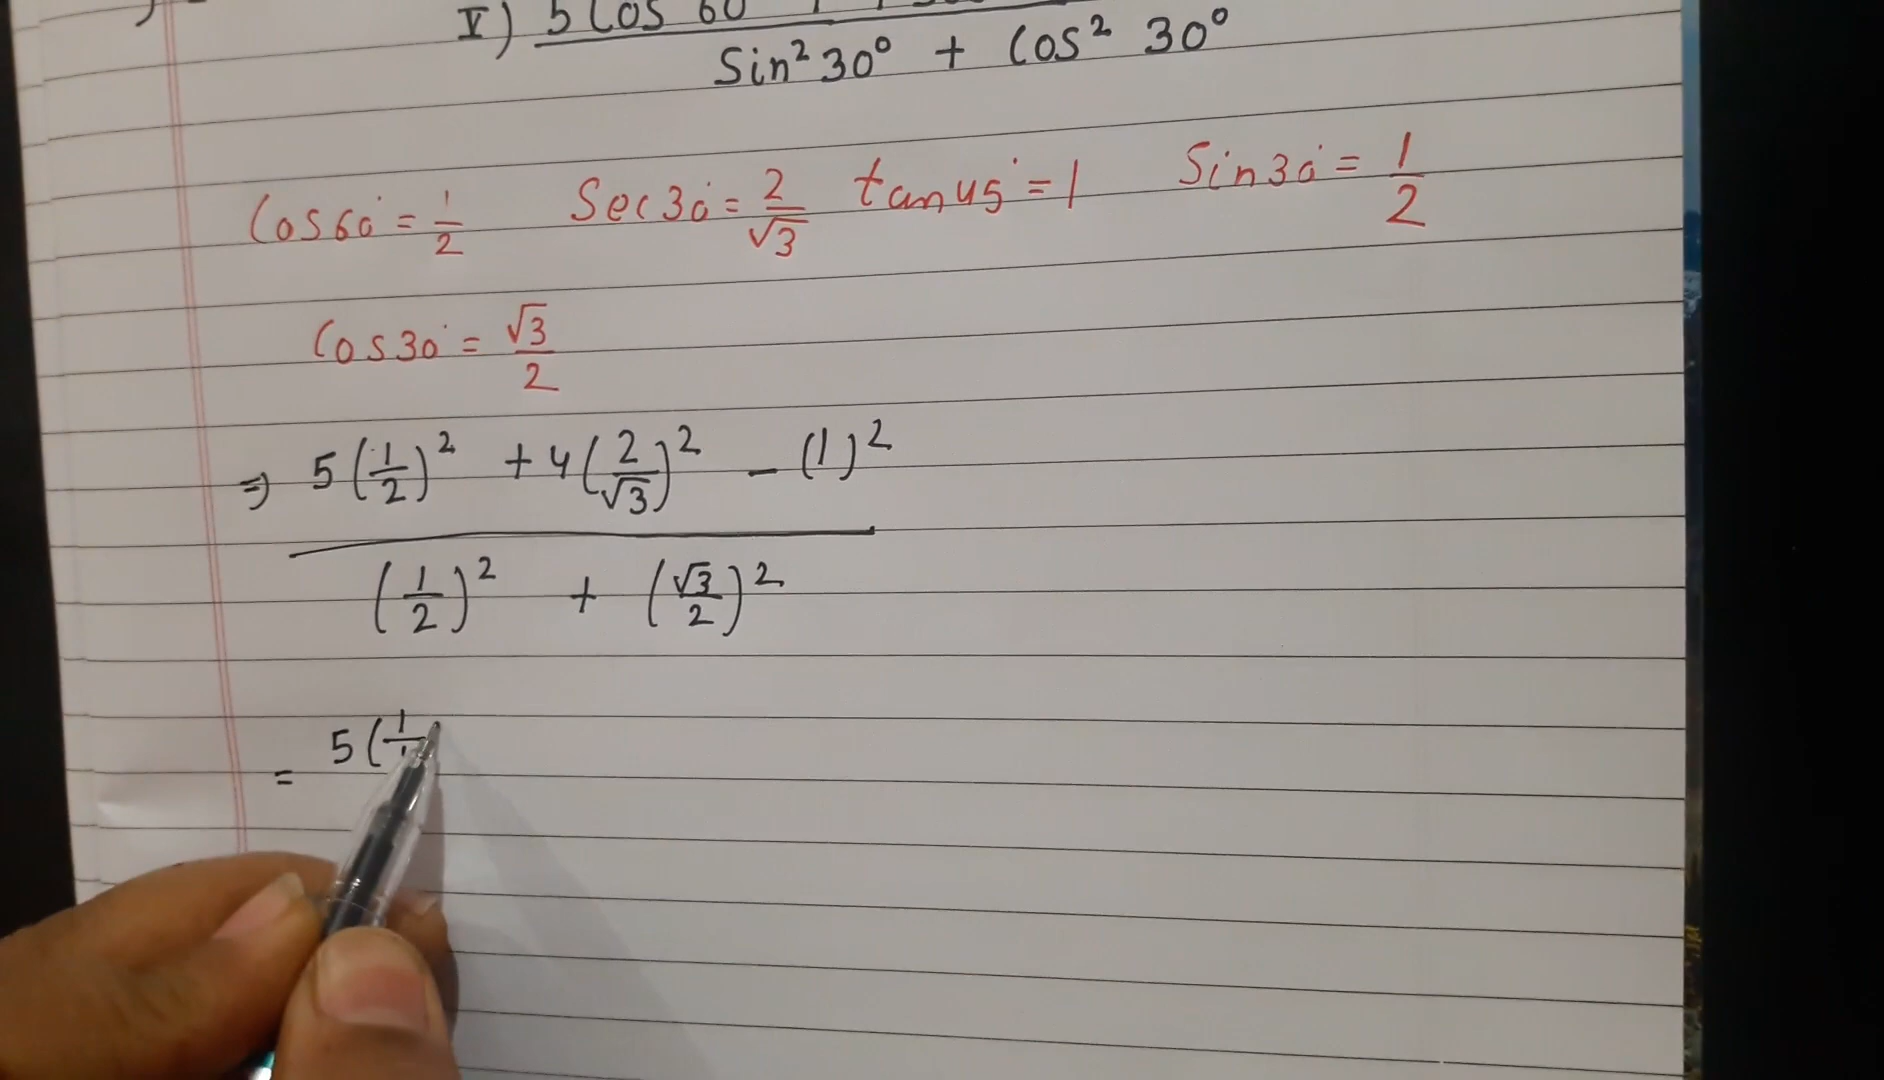 V) 5 Cos 60
Sin² 30° + Cos² 30°
Cos 60° = 1/2 Sec 30° = 2/√3 tan 45° = 1 Sin 30° = 1/2
Cos 30° = √3/2
⇒ 5 (1/2)² + 4 (2/√3)² - (1)²
(1/2)² + (√3/2)²
= 5 (1/